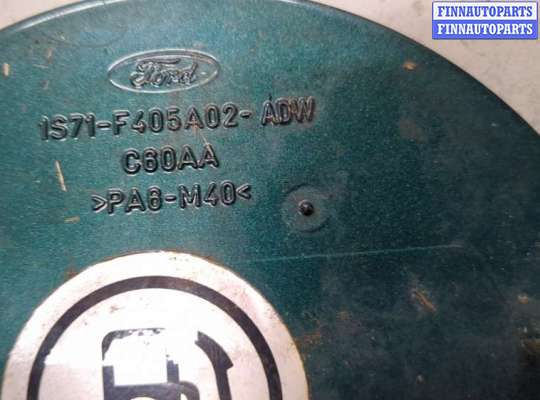 FINNAUTOPARTS
FINNAUTOPARTS
Ford
1S71-F405A02-ADW
C60AA
>PA6-M40<